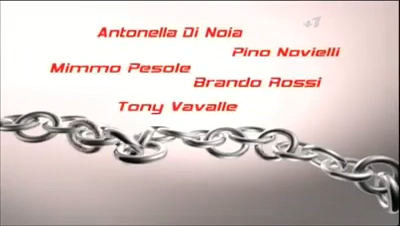 Antonella Di Noia
Pino Novielli
Mimmo Pesole
Brando Rossi
Tony Vavalle